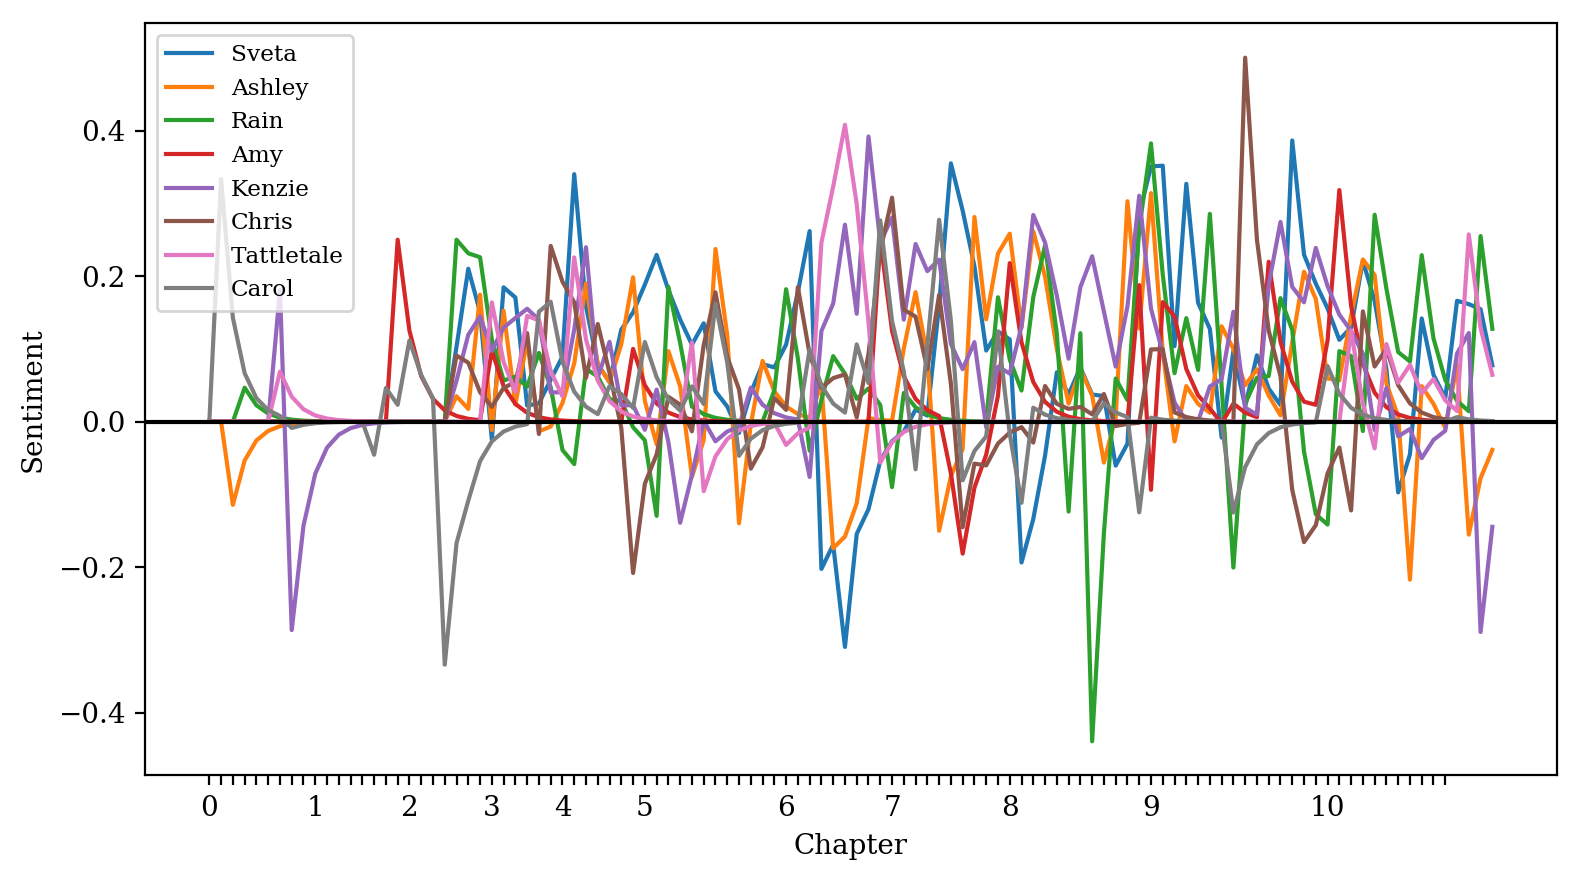 Sveta
Ashley
Rain
Amy
Kenzie
Chris
Tattletale
Carol
Sentiment
0.4
0.2
0.0
−0.2
−0.4
0 1 2 3 4 5 6 7 8 9 10
Chapter